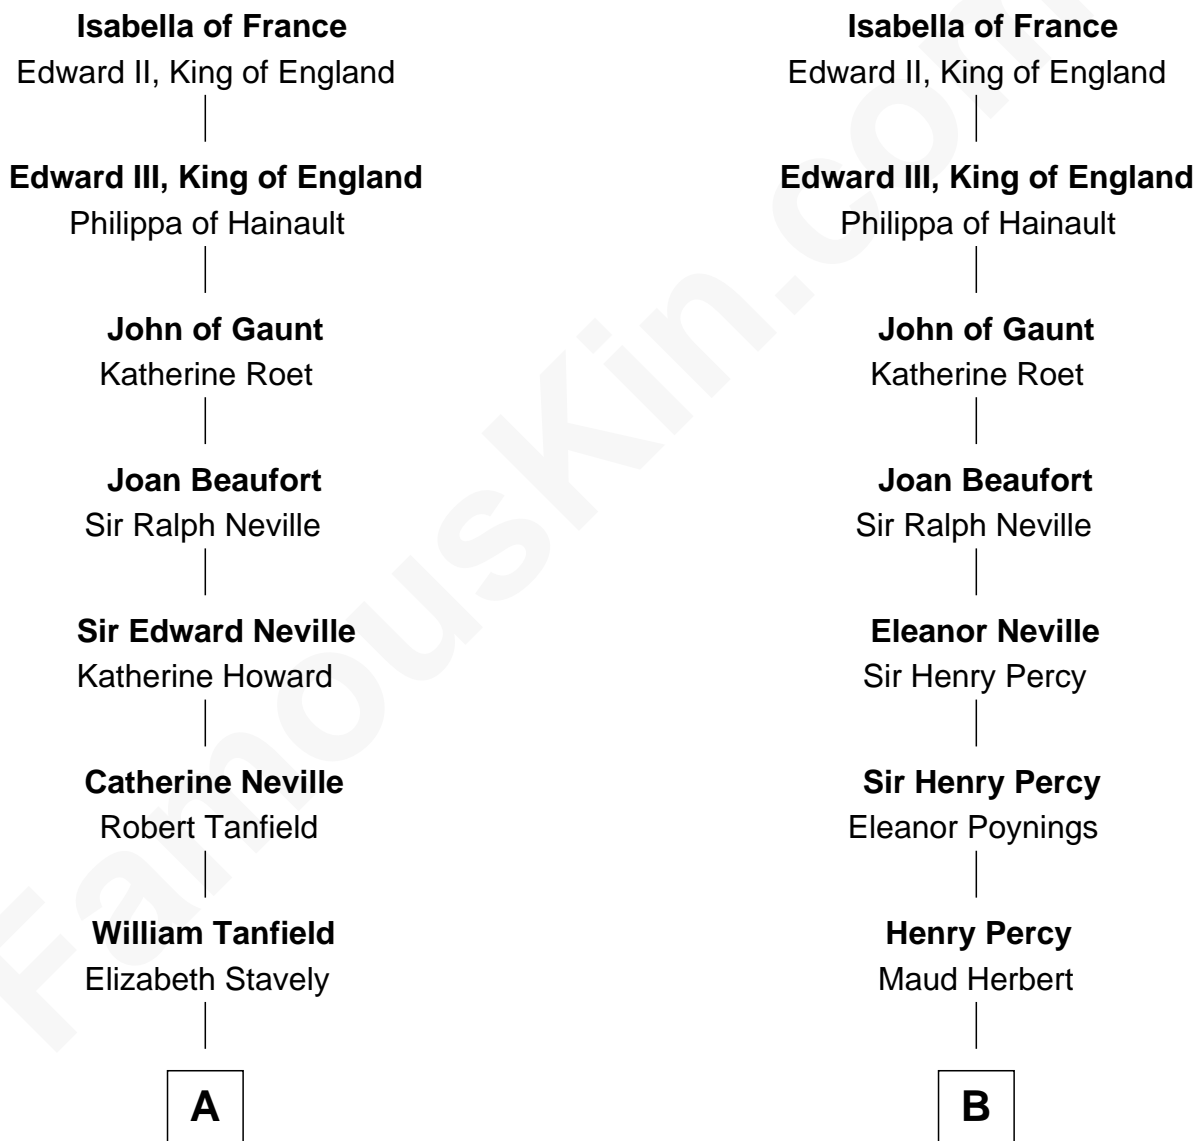 Isabella of France
Edward II, King of England
Edward III, King of England
Philippa of Hainault
John of Gaunt
Katherine Roet
Joan Beaufort
Sir Ralph Neville
Sir Edward Neville
Katherine Howard
Catherine Neville
Robert Tanfield
William Tanfield
Elizabeth Stavely
A
Isabella of France
Edward II, King of England
Edward III, King of England
Philippa of Hainault
John of Gaunt
Katherine Roet
Joan Beaufort
Sir Ralph Neville
Eleanor Neville
Sir Henry Percy
Sir Henry Percy
Eleanor Poynings
Henry Percy
Maud Herbert
B
FamousKin.com